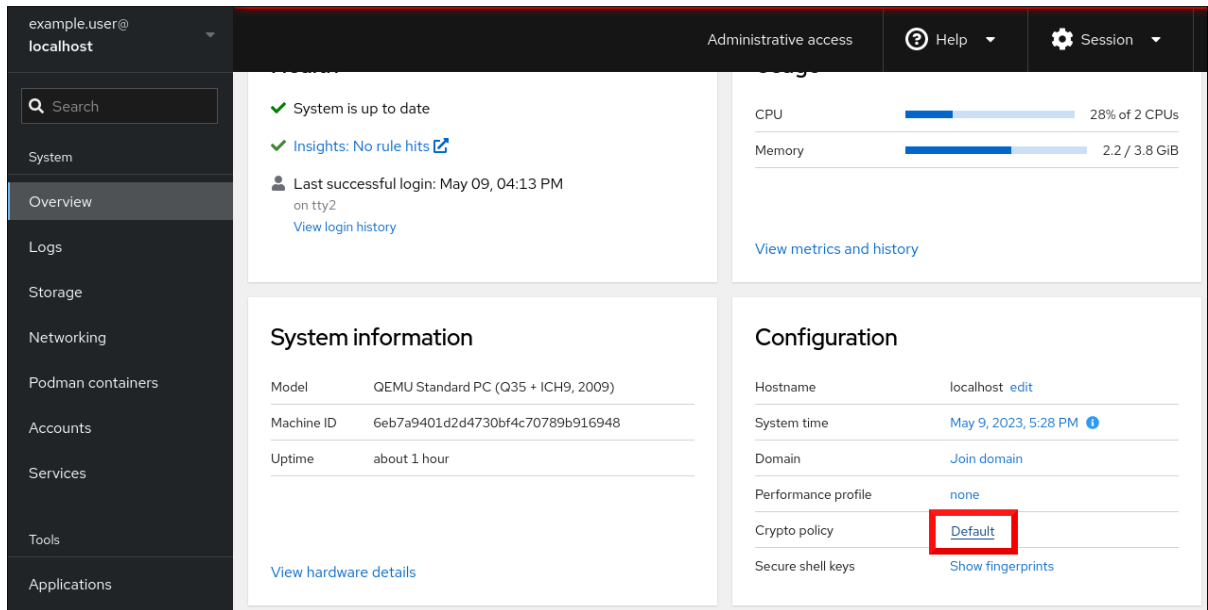 example.user@
localhost
Administrative access
Help
Session
Search
System
Overview
Logs
Storage
Networking
Podman containers
Accounts
Services
Tools
Applications
Health
System is up to date
Insights: No rule hits
Last successful login: May 09, 04:13 PM
on tty2
View login history
Usage
CPU 28% of 2 CPUs
Memory 2.2 / 3.8 GiB
View metrics and history
System information
Model QEMU Standard PC (Q35 + ICH9, 2009)
Machine ID 6eb7a9401d2d4730bf4c70789b916948
Uptime about 1 hour
View hardware details
Configuration
Hostname localhost edit
System time May 9, 2023, 5:28 PM
Domain Join domain
Performance profile none
Crypto policy Default
Secure shell keys Show fingerprints